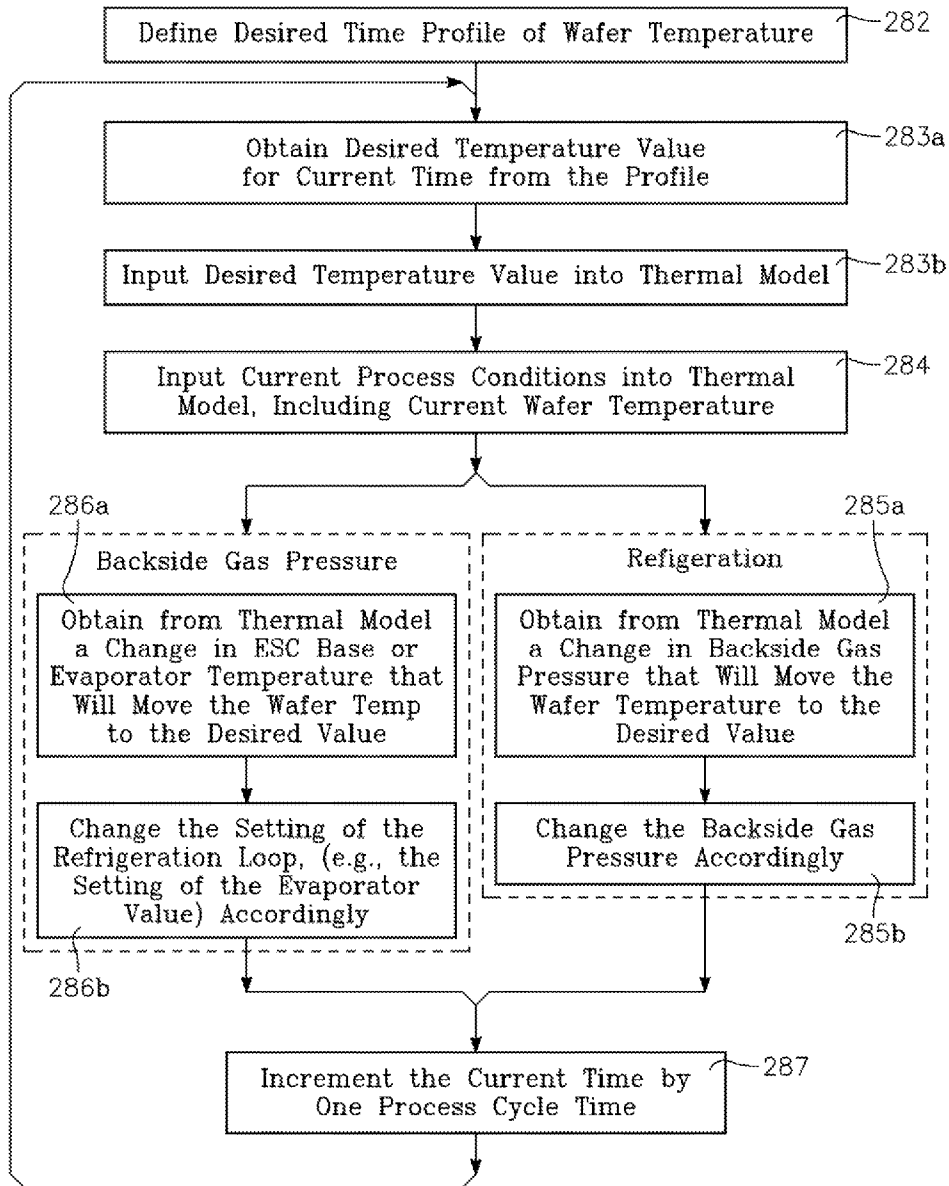 Define Desired Time Profile of Wafer Temperature
282
Obtain Desired Temperature Value
for Current Time from the Profile
283a
Input Desired Temperature Value into Thermal Model
283b
Input Current Process Conditions into Thermal
Model, Including Current Wafer Temperature
284
286a
Backside Gas Pressure
Obtain from Thermal Model
a Change in ESC Base or
Evaporator Temperature that
Will Move the Wafer Temp
to the Desired Value
Change the Setting of the
Refrigeration Loop, (e.g., the
Setting of the Evaporator
Value) Accordingly
286b
285a
Refigeration
Obtain from Thermal Model
a Change in Backside Gas
Pressure that Will Move the
Wafer Temperature to the
Desired Value
Change the Backside Gas
Pressure Accordingly
285b
Increment the Current Time by
One Process Cycle Time
287